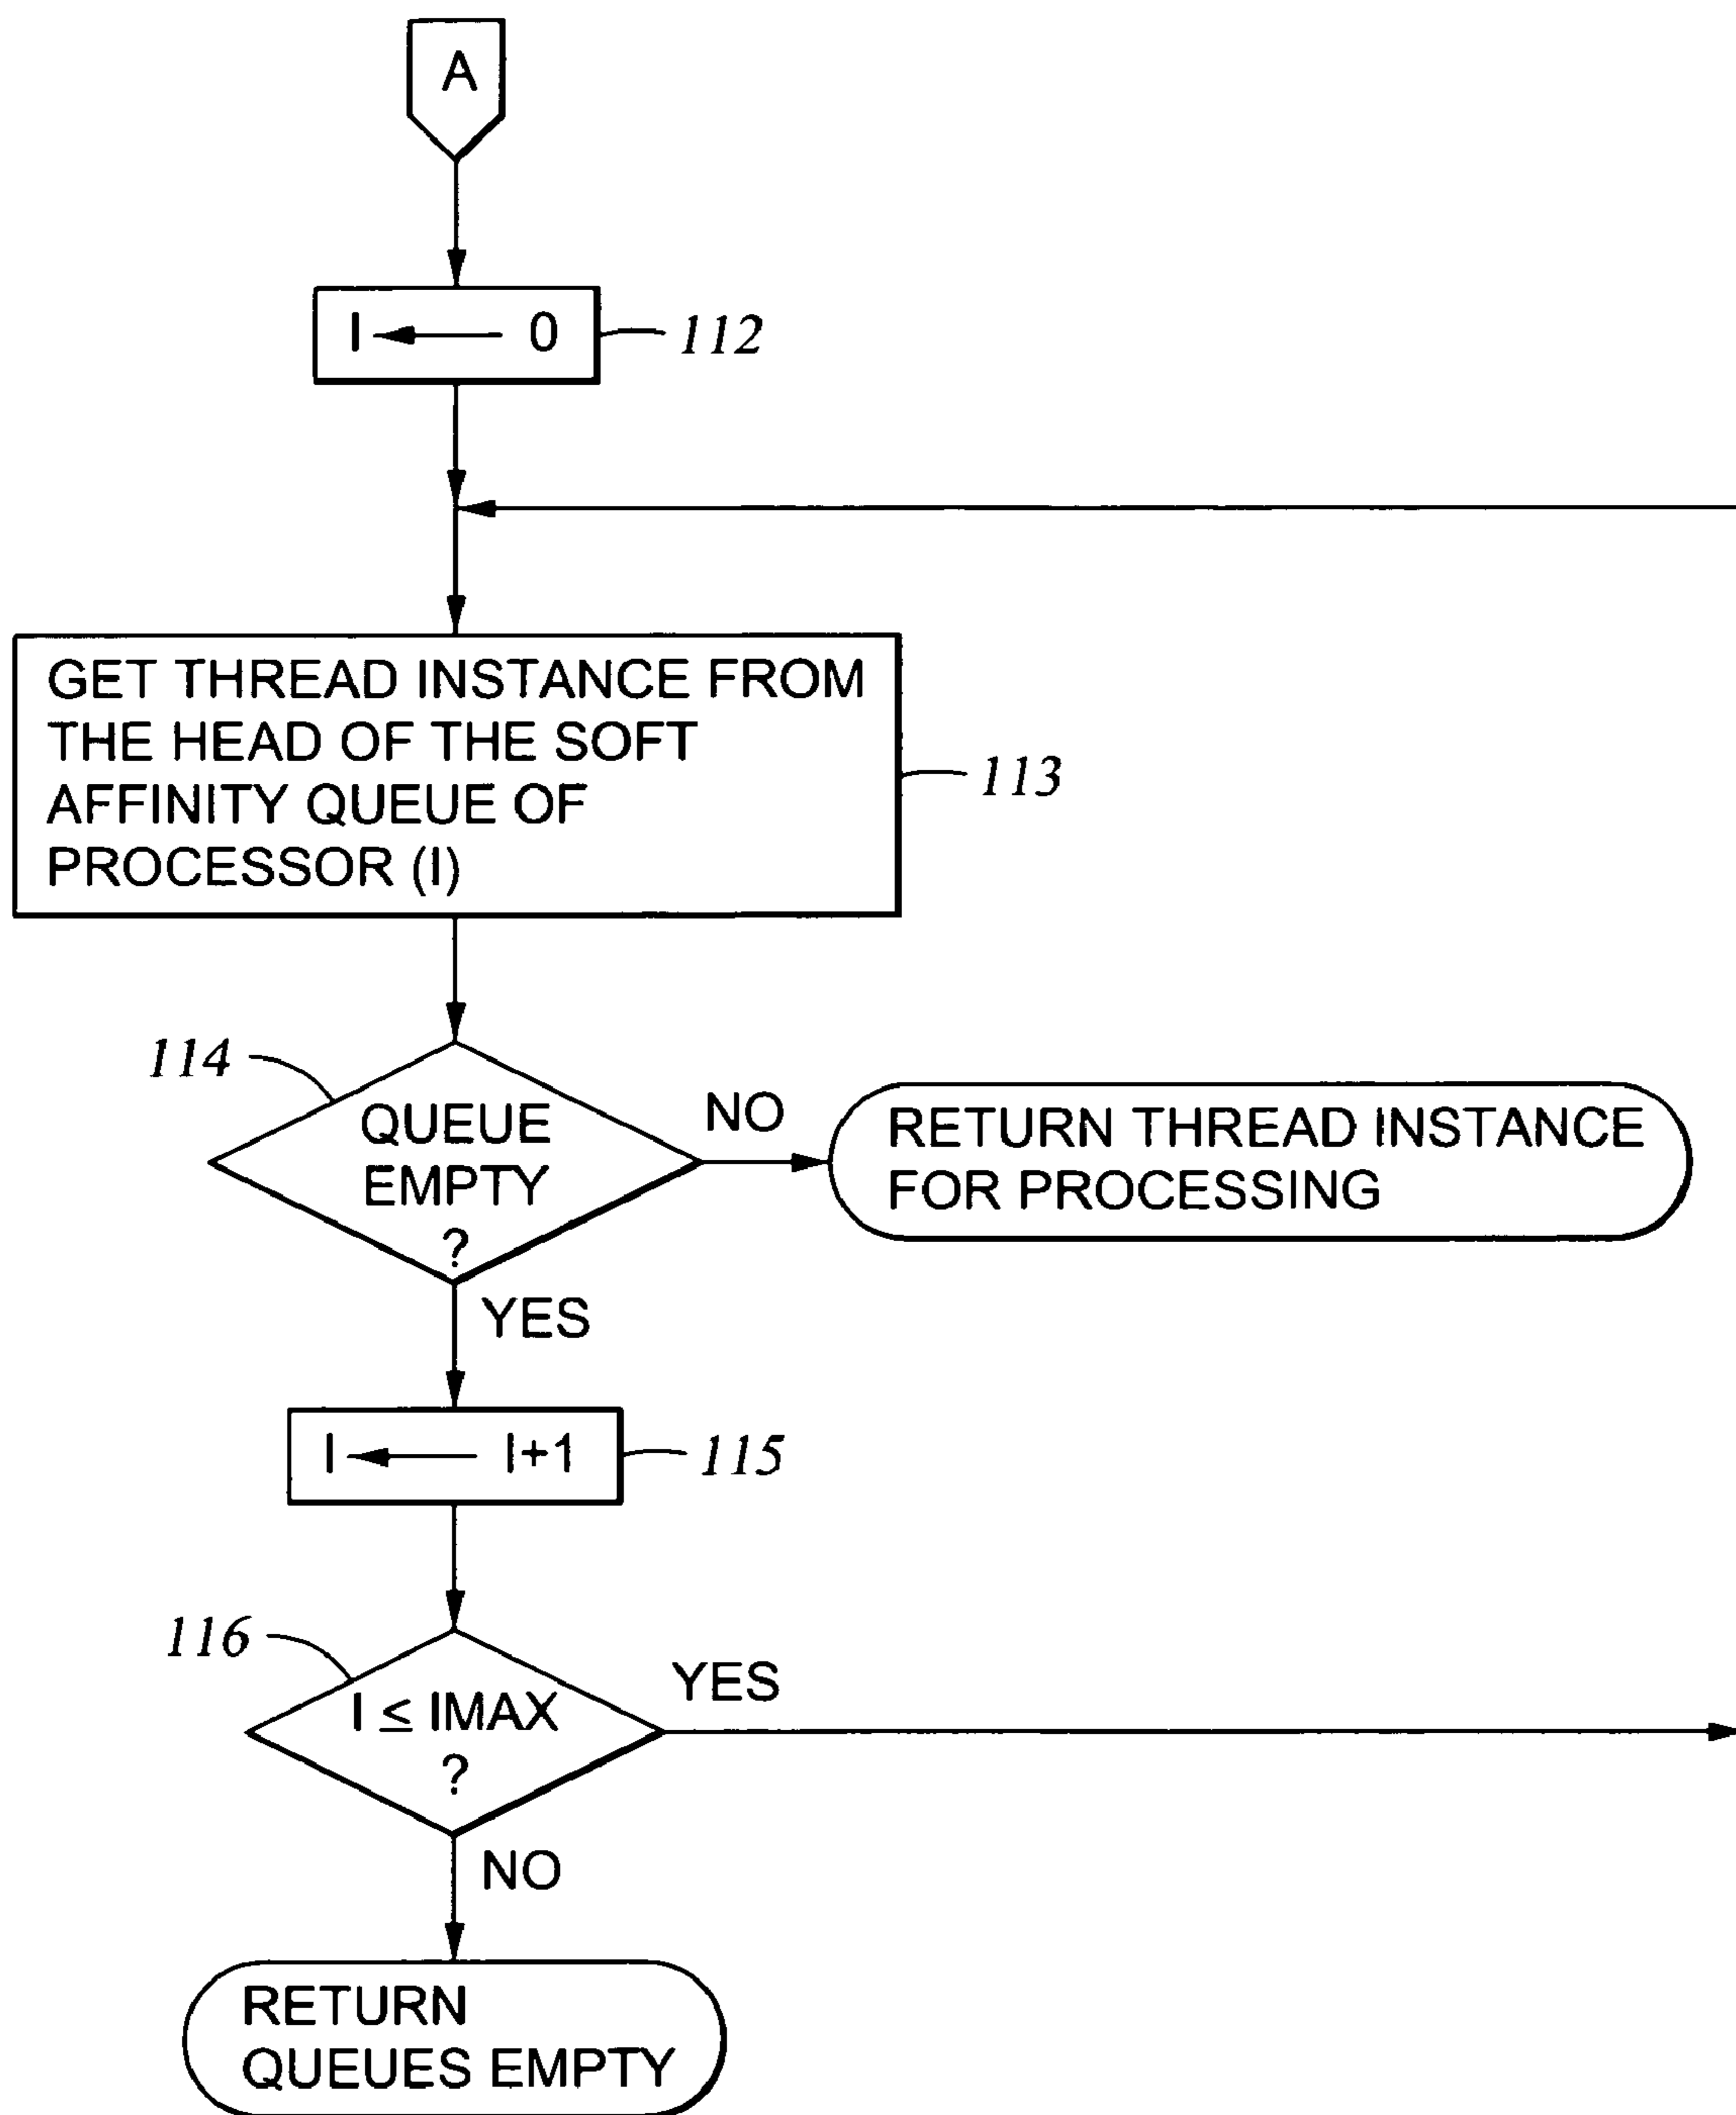 A
I ← 0
112
GET THREAD INSTANCE FROM
THE HEAD OF THE SOFT
AFFINITY QUEUE OF
PROCESSOR (I)
113
114
QUEUE
EMPTY
?
NO
RETURN THREAD INSTANCE
FOR PROCESSING
YES
I ← I+1
115
116
I ≤ IMAX
?
YES
NO
RETURN
QUEUES EMPTY